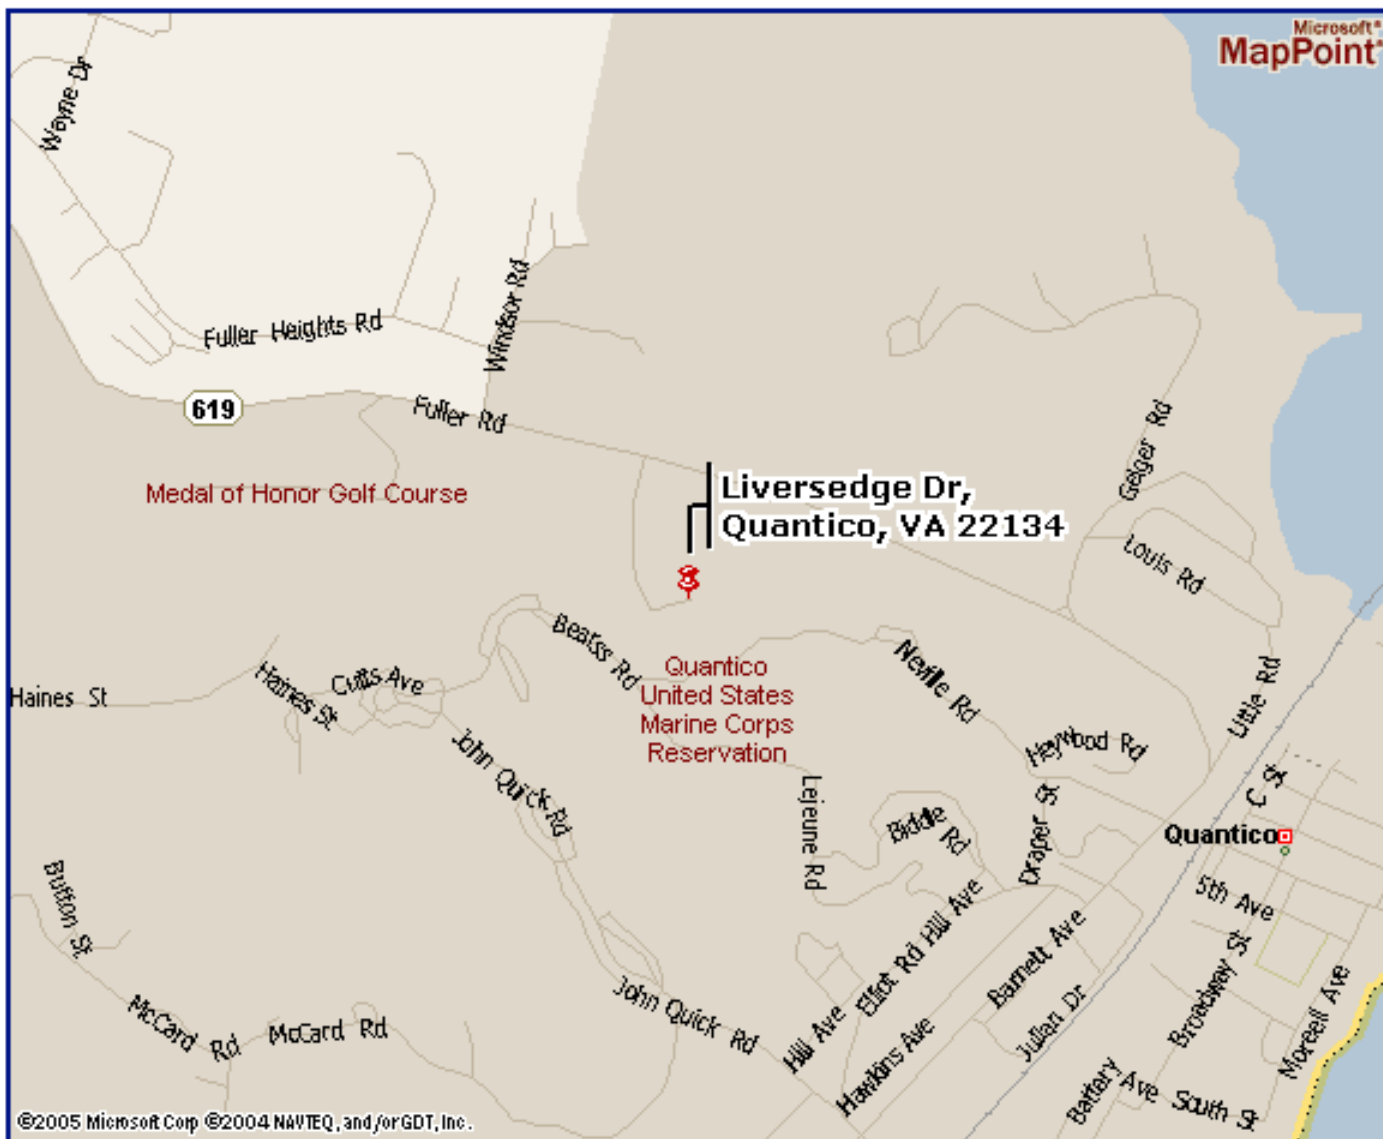 Microsoft®
MapPoint®
Wayne Dr
Fuller Heights Rd
Windsor Rd
619
Fuller Rd
Medal of Honor Golf Course
Liversedge Dr,
Quantico, VA 22134
Geiger Rd
Louis Rd
Beatss Rd
Neville Rd
Quantico
United States
Marine Corps
Reservation
Haines St
Haines St
Cutts Ave
Little Rd
Heywood Rd
John Quick Rd
Lejeune Rd
Biddle Rd
Draper St
C St
Quantico
5th Ave
Button St
Hill Ave
Elliot Rd
Barnett Ave
Broadway St
McCard Rd
McCard Rd
John Quick Rd
Hill Ave
Hawkins Ave
Julian Dr
Moreell Ave
Battary Ave
South St
©2005 Microsoft Corp ©2004 NAVTEQ, and/or GDT, Inc.